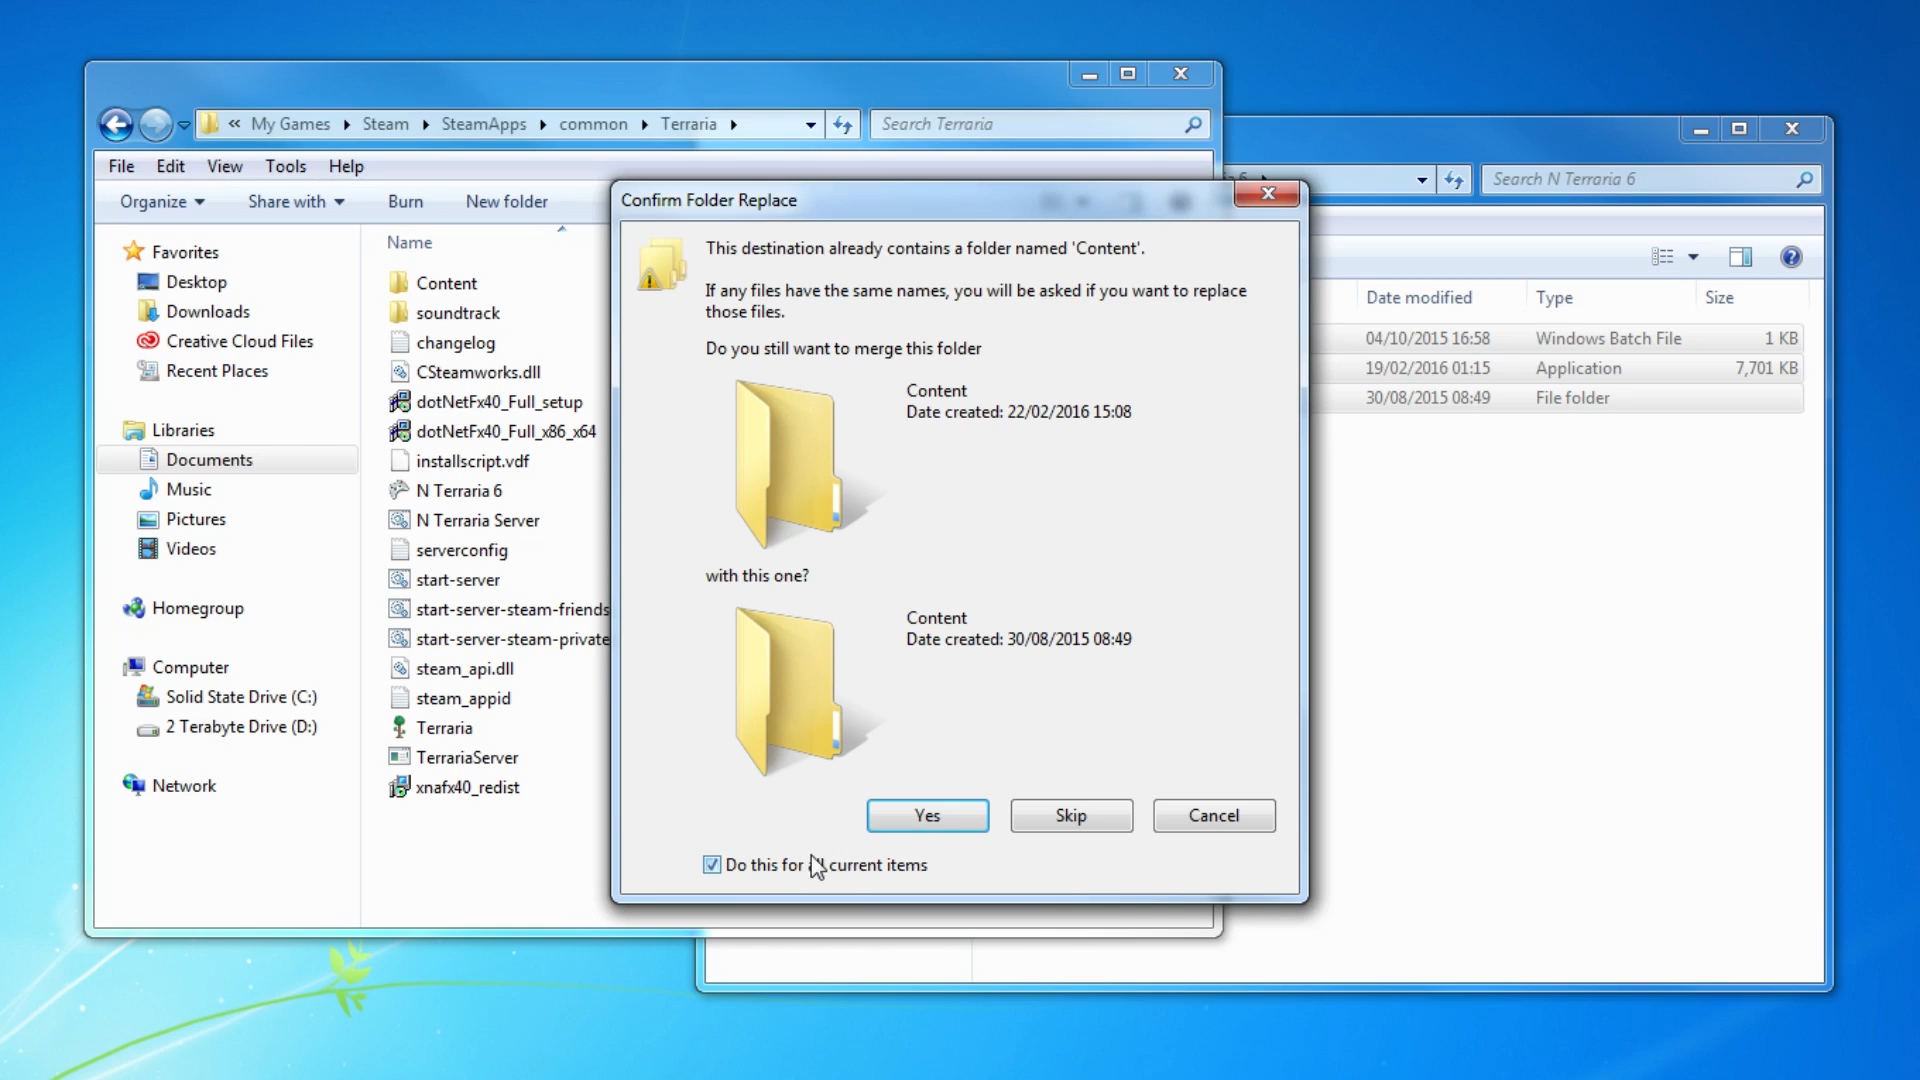 « My Games Steam SteamApps common Terraria
Search Terraria
File Edit View Tools Help
Organize Share with Burn New folder
Name
Favorites
Desktop
Downloads
Creative Cloud Files
Recent Places
Libraries
Documents
Music
Pictures
Videos
Homegroup
Computer
Solid State Drive (C:)
2 Terabyte Drive (D:)
Network
Content
soundtrack
changelog
CSteamworks.dll
dotNetFx40_Full_setup
dotNetFx40_Full_x86_x64
installscript.vdf
N Terraria 6
N Terraria Server
serverconfig
start-server
start-server-steam-friends
start-server-steam-private
steam_api.dll
steam_appid
Terraria
TerrariaServer
xnafx40_redist
Confirm Folder Replace
This destination already contains a folder named 'Content'.
If any files have the same names, you will be asked if you want to replace
those files.
Do you still want to merge this folder
Content
Date created: 22/02/2016 15:08
with this one?
Content
Date created: 30/08/2015 08:49
Yes Skip Cancel
Do this for all current items
Search N Terraria 6
Date modified Type Size
04/10/2015 16:58 Windows Batch File 1 KB
19/02/2016 01:15 Application 7,701 KB
30/08/2015 08:49 File folder